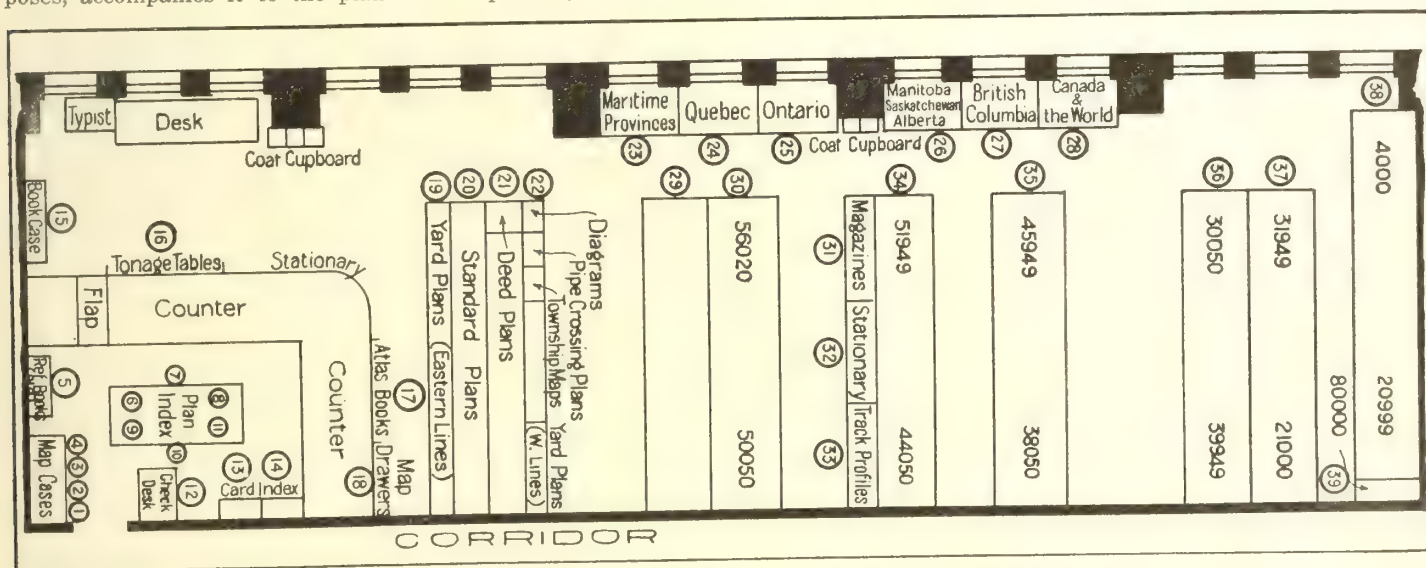 poses, accompanies it or the plan
Typist
Desk
Coat Cupboard
Maritime
Provinces
Quebec
Ontario
Coat Cupboard
Manitoba
Saskatchewan
Alberta
British
Columbia
Canada
&
the World
38
23
24
25
26
27
28
Book Case
15
16
Tonage Tables
Stationary
Flap
Counter
Counter
Ref. Books
5
7
6
8
Plan
Index
9
11
10
Map Cases
4
3
2
1
Check
Desk
12
13
14
Card Index
17
18
Atlas Books
Map
Drawers
19
20
21
22
Yard Plans (Eastern Lines)
Standard Plans
Deed Plans
Diagrams
Pipe Crossing Plans
Township Maps
Yard Plans
(W. Lines)
29
30
56020
50050
31
32
33
Magazines
Stationary
Track Profiles
34
51949
44050
35
45949
38050
36
30050
39949
37
31949
21000
4000
20999
80000
39
CORRIDOR